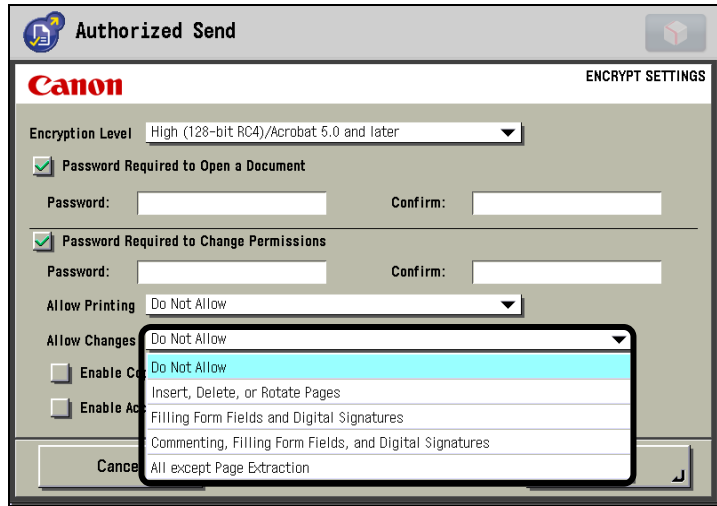 Authorized Send
Canon
ENCRYPT SETTINGS
Encryption Level High (128-bit RC4)/Acrobat 5.0 and later
Password Required to Open a Document
Password: Confirm:
Password Required to Change Permissions
Password: Confirm:
Allow Printing Do Not Allow
Allow Changes Do Not Allow
Do Not Allow
Enable
Insert, Delete, or Rotate Pages
Enable
Filling Form Fields and Digital Signatures
Commenting, Filling Form Fields, and Digital Signatures
Cance All except Page Extraction